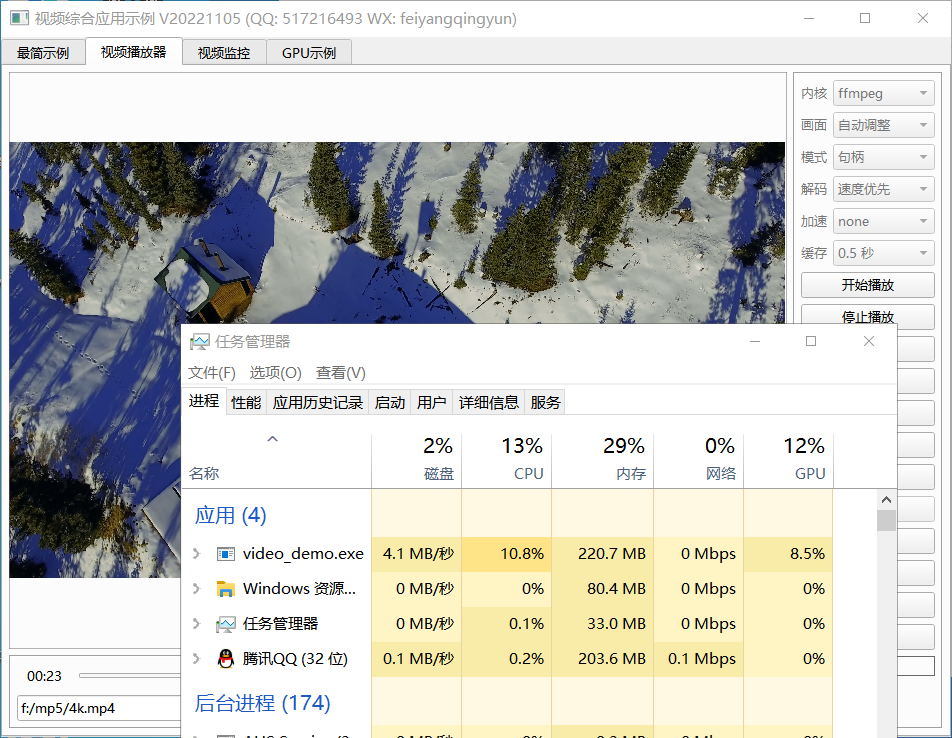 视频综合应用示例 V20221105 (QQ: 517216493 WX: feiyangqingyun)
最简示例 视频播放器 视频监控 GPU示例
内核 ffmpeg
画面 自动调整
模式 句柄
解码 速度优先
加速 none
缓存 0.5 秒
开始播放
停止播放
任务管理器
文件(F) 选项(O) 查看(V)
进程 性能 应用历史记录 启动 用户 详细信息 服务
2% 13% 29% 0% 12%
名称 磁盘 CPU 内存 网络 GPU
应用 (4)
video_demo.exe 4.1 MB/秒 10.8% 220.7 MB 0 Mbps 8.5%
Windows 资源... 0 MB/秒 0% 80.4 MB 0 Mbps 0%
任务管理器 0 MB/秒 0.1% 33.0 MB 0 Mbps 0%
腾讯QQ (32 位) 0.1 MB/秒 0.2% 203.6 MB 0.1 Mbps 0%
后台进程 (174)
00:23
f:/mp5/4k.mp4